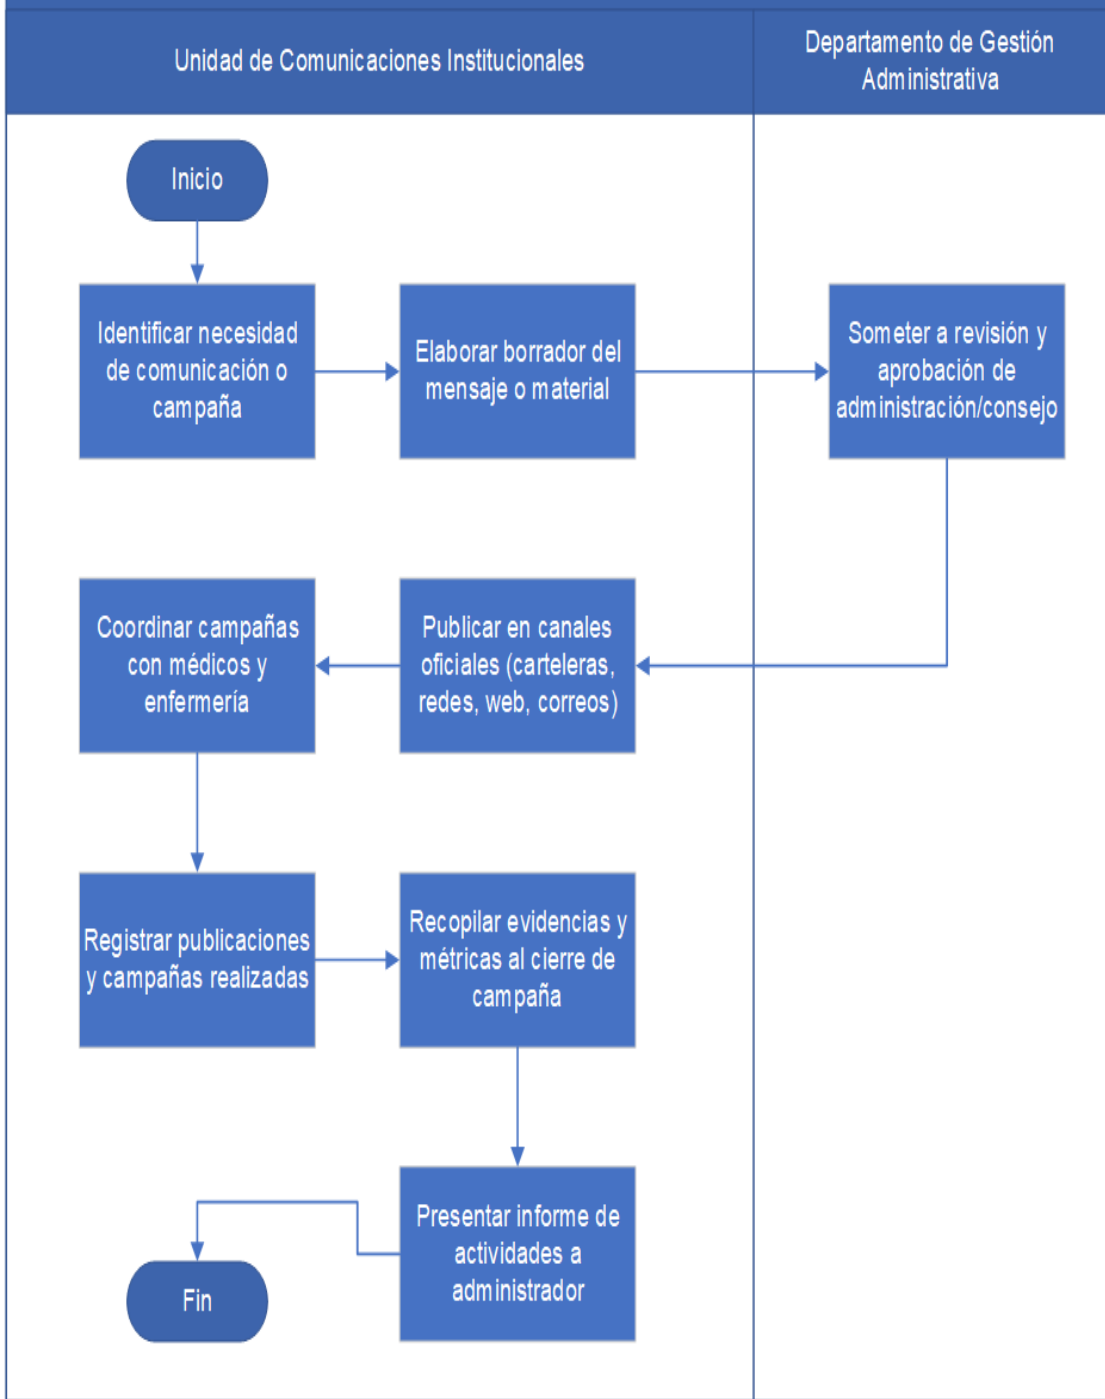 Unidad de Comunicaciones Institucionales
Departamento de Gestión
Administrativa
Inicio
Identificar necesidad
de comunicación o
campaña
Elaborar borrador del
mensaje o material
Someter a revisión y
aprobación de
administración/consejo
Coordinar campañas
con médicos y
enfermería
Publicar en canales
oficiales (carteleras,
redes, web, correos)
Registrar publicaciones
y campañas realizadas
Recopilar evidencias y
métricas al cierre de
campaña
Presentar informe de
actividades a
administrador
Fin